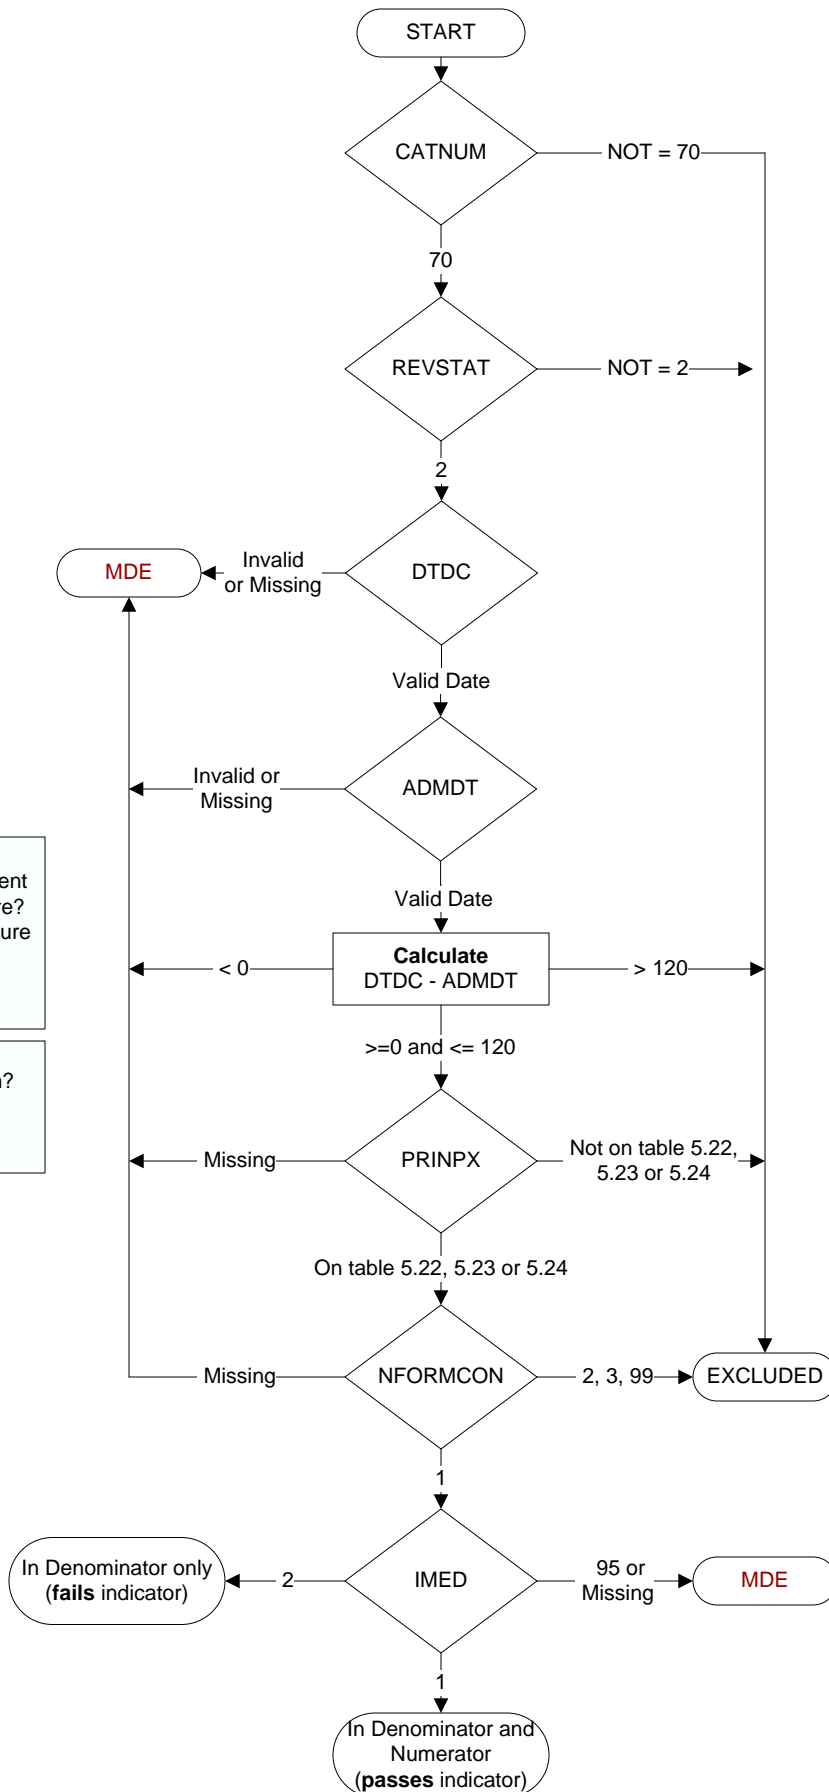 START
CATNUM
NOT = 70
70
REVSTAT
NOT = 2
2
DTDC
Invalid
or Missing
MDE
Valid Date
ADMDT
Invalid or
Missing
Valid Date
Calculate
DTDC - ADMDT
< 0
> 120
>=0 and <= 120
PRINPX
Missing
Not on table 5.22,
5.23 or 5.24
On table 5.22, 5.23 or 5.24
NFORMCON
Missing
2, 3, 99
EXCLUDED
1
IMED
2
In Denominator only
(fails indicator)
95 or
Missing
MDE
1
In Denominator and
Numerator
(passes indicator)